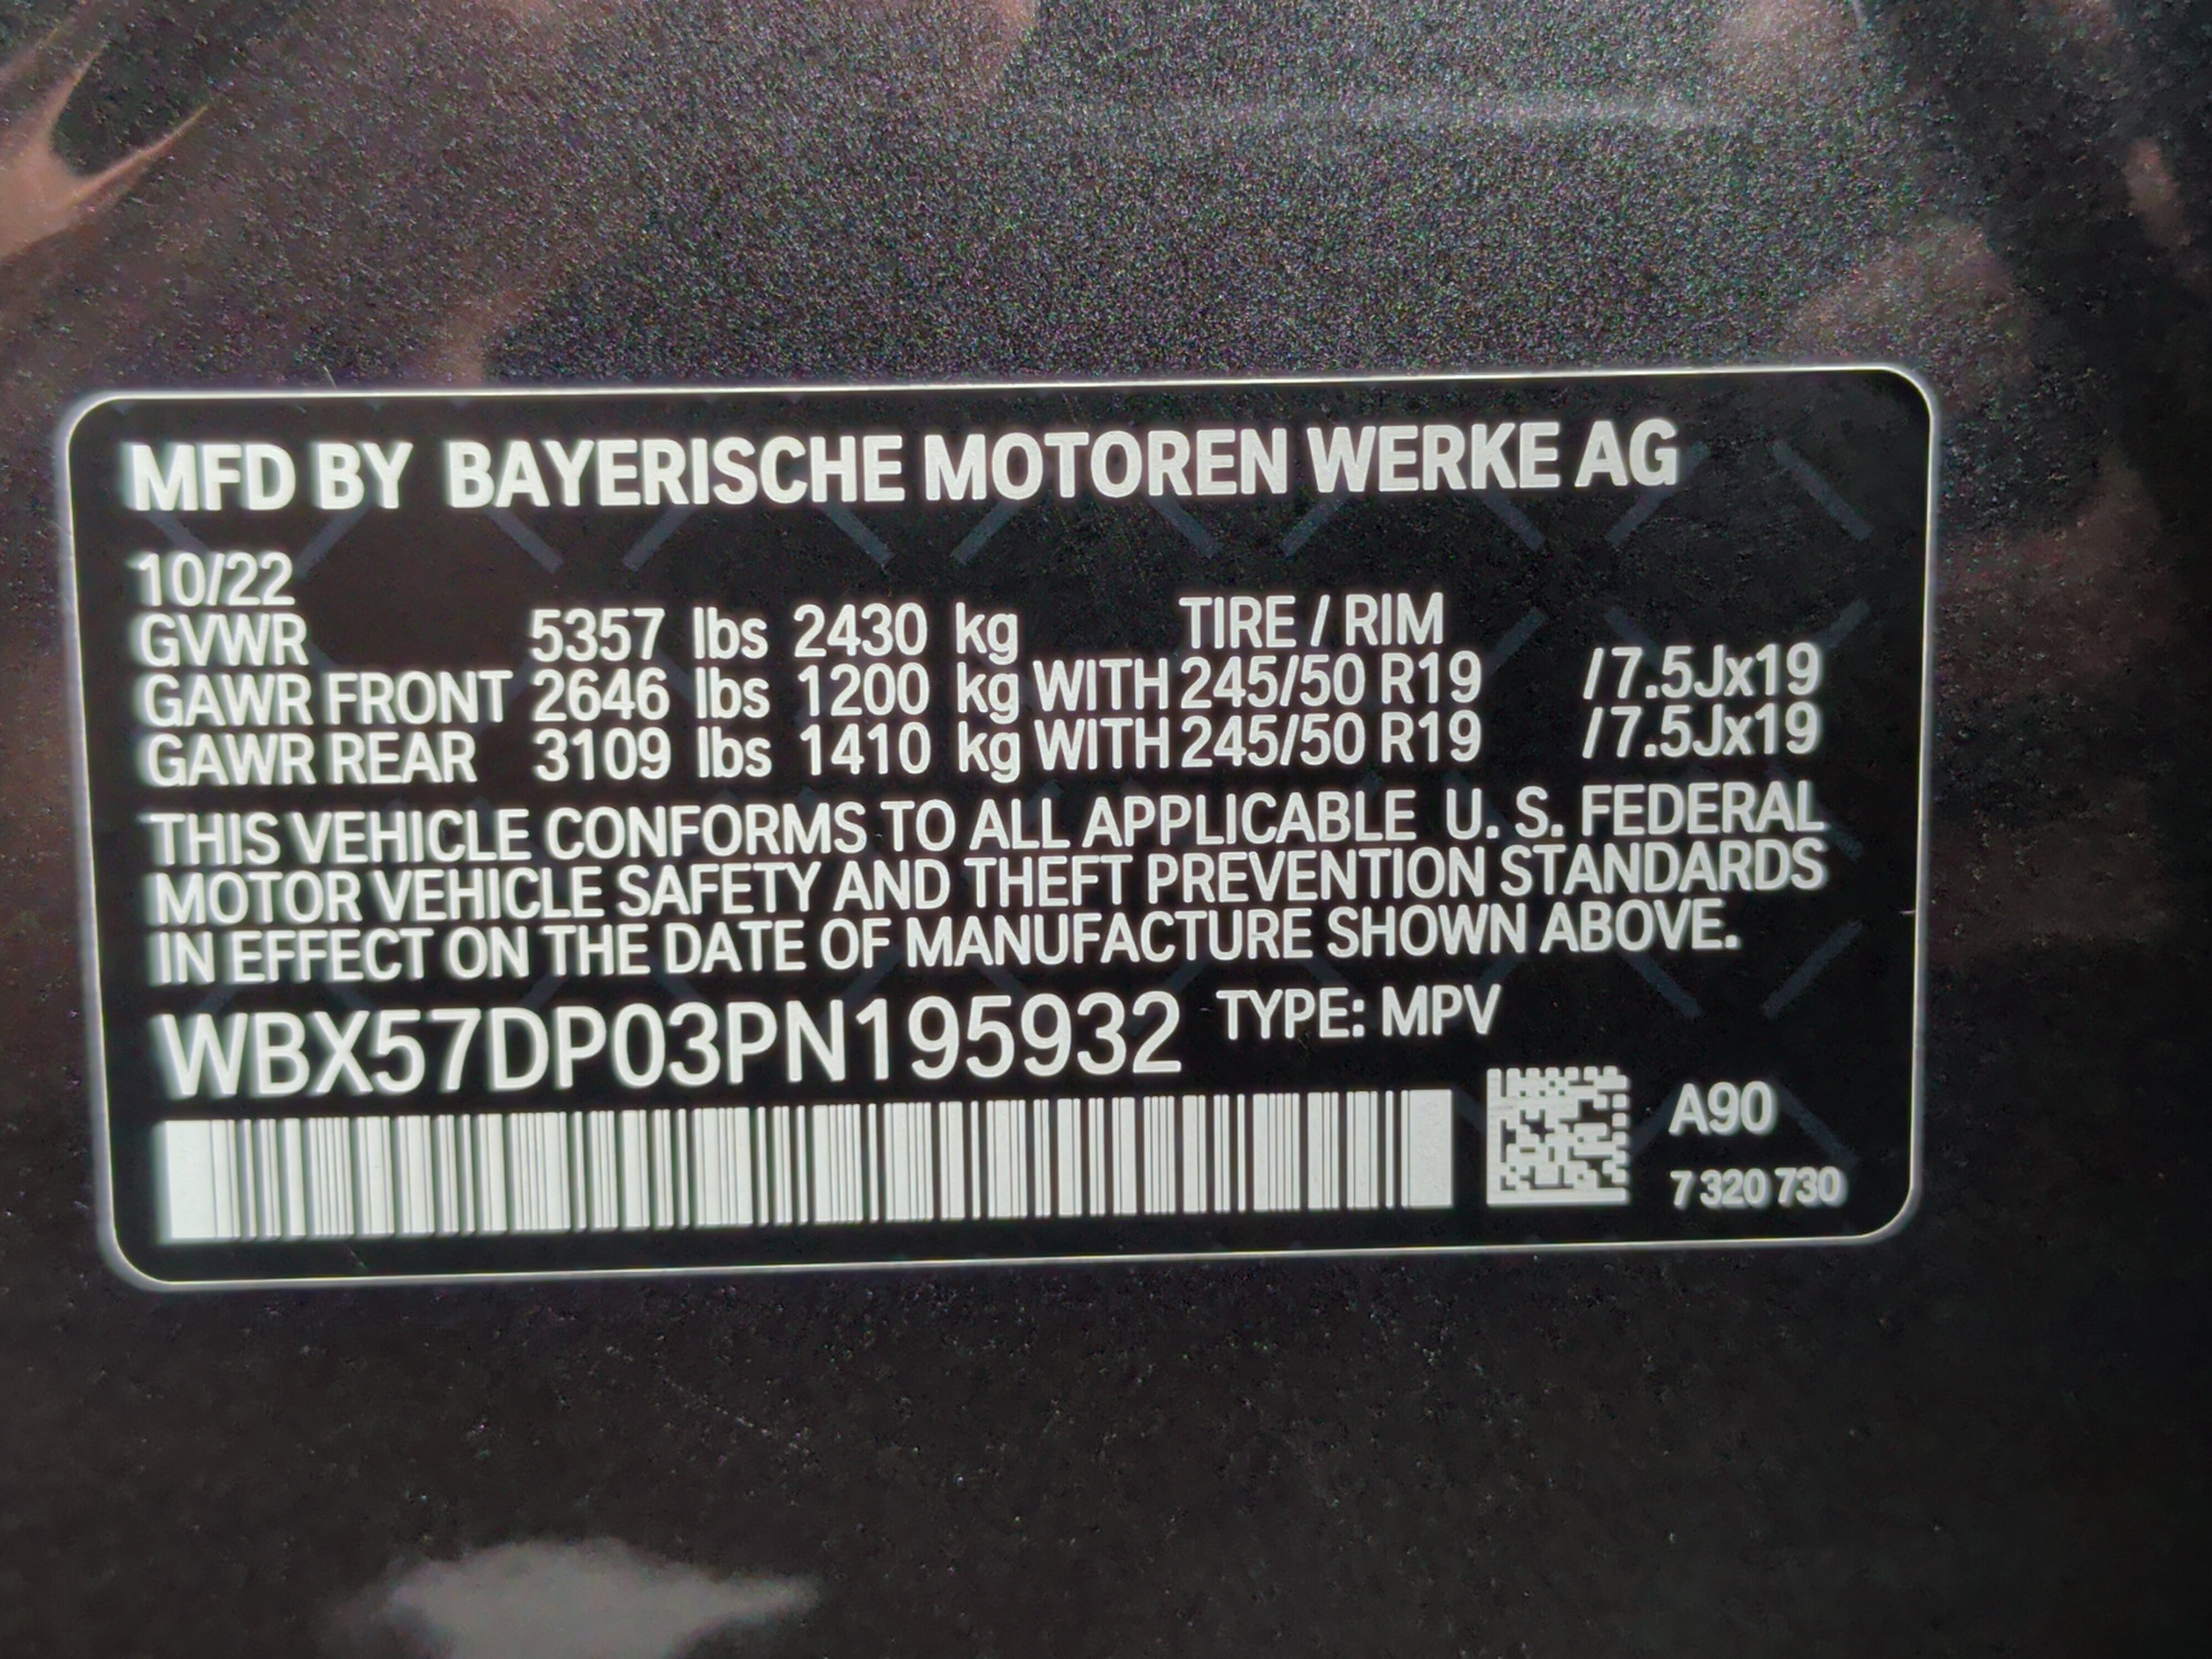 MFD BY BAYERISCHE MOTOREN WERKE AG
10/22
GVWR 5357 lbs 2430 kg TIRE / RIM
GAWR FRONT 2646 lbs 1200 kg WITH 245/50 R19 /7.5Jx19
GAWR REAR 3109 lbs 1410 kg WITH 245/50 R19 /7.5Jx19
THIS VEHICLE CONFORMS TO ALL APPLICABLE U. S. FEDERAL
MOTOR VEHICLE SAFETY AND THEFT PREVENTION STANDARDS
IN EFFECT ON THE DATE OF MANUFACTURE SHOWN ABOVE.
WBX57DP03PN195932 TYPE: MPV
A90
7 320 730